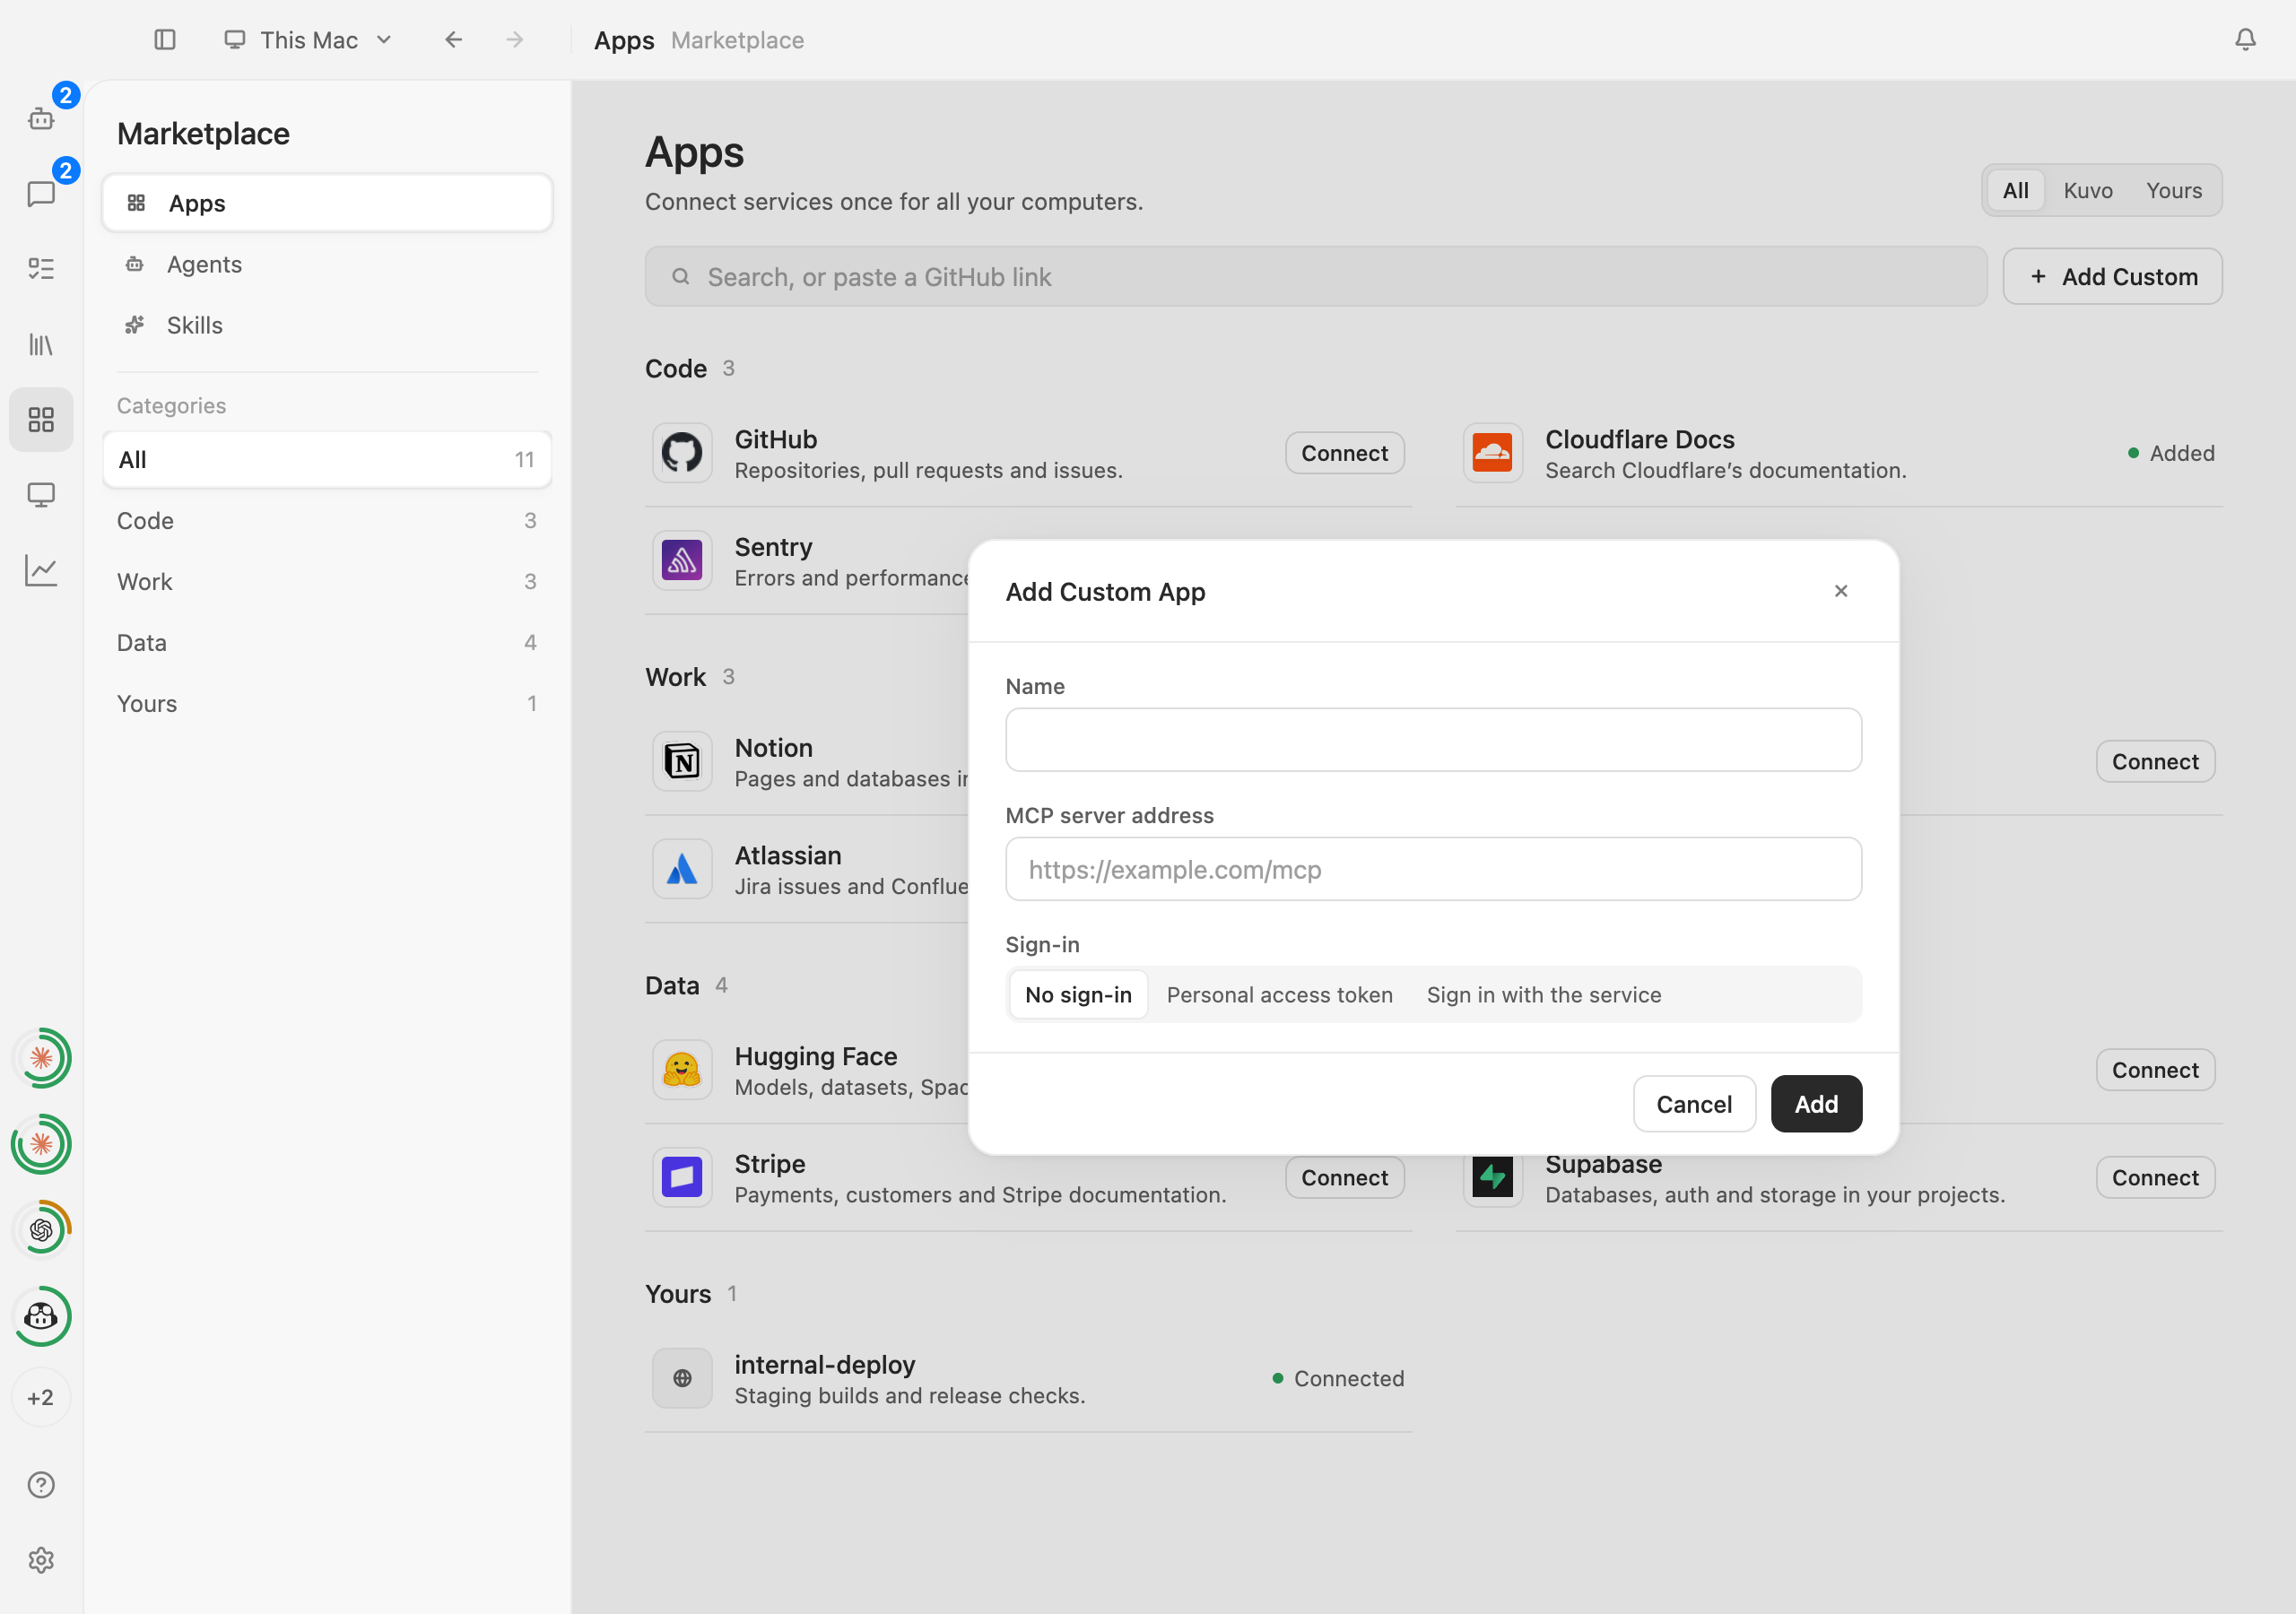 This Mac
Apps Marketplace
2
2
+2
Marketplace
Apps
Agents
Skills
Categories
All 11
Code 3
Work 3
Data 4
Yours 1
Apps
Connect services once for all your computers.
All Kuvo Yours
Search, or paste a GitHub link
+ Add Custom
Code 3
GitHub
Repositories, pull requests and issues.
Connect
Cloudflare Docs
Search Cloudflare’s documentation.
Added
Sentry
Errors and performance
Work 3
Notion
Pages and databases
Connect
Atlassian
Jira issues and
Data 4
Hugging Face
Models, datasets,
Connect
Stripe
Payments, customers and Stripe documentation.
Connect
Supabase
Databases, auth and storage in your projects.
Connect
Yours 1
internal-deploy
Staging builds and release checks.
Connected
Add Custom App
Name
MCP server address
https://example.com/mcp
Sign-in
No sign-in Personal access token Sign in with the service
Cancel Add